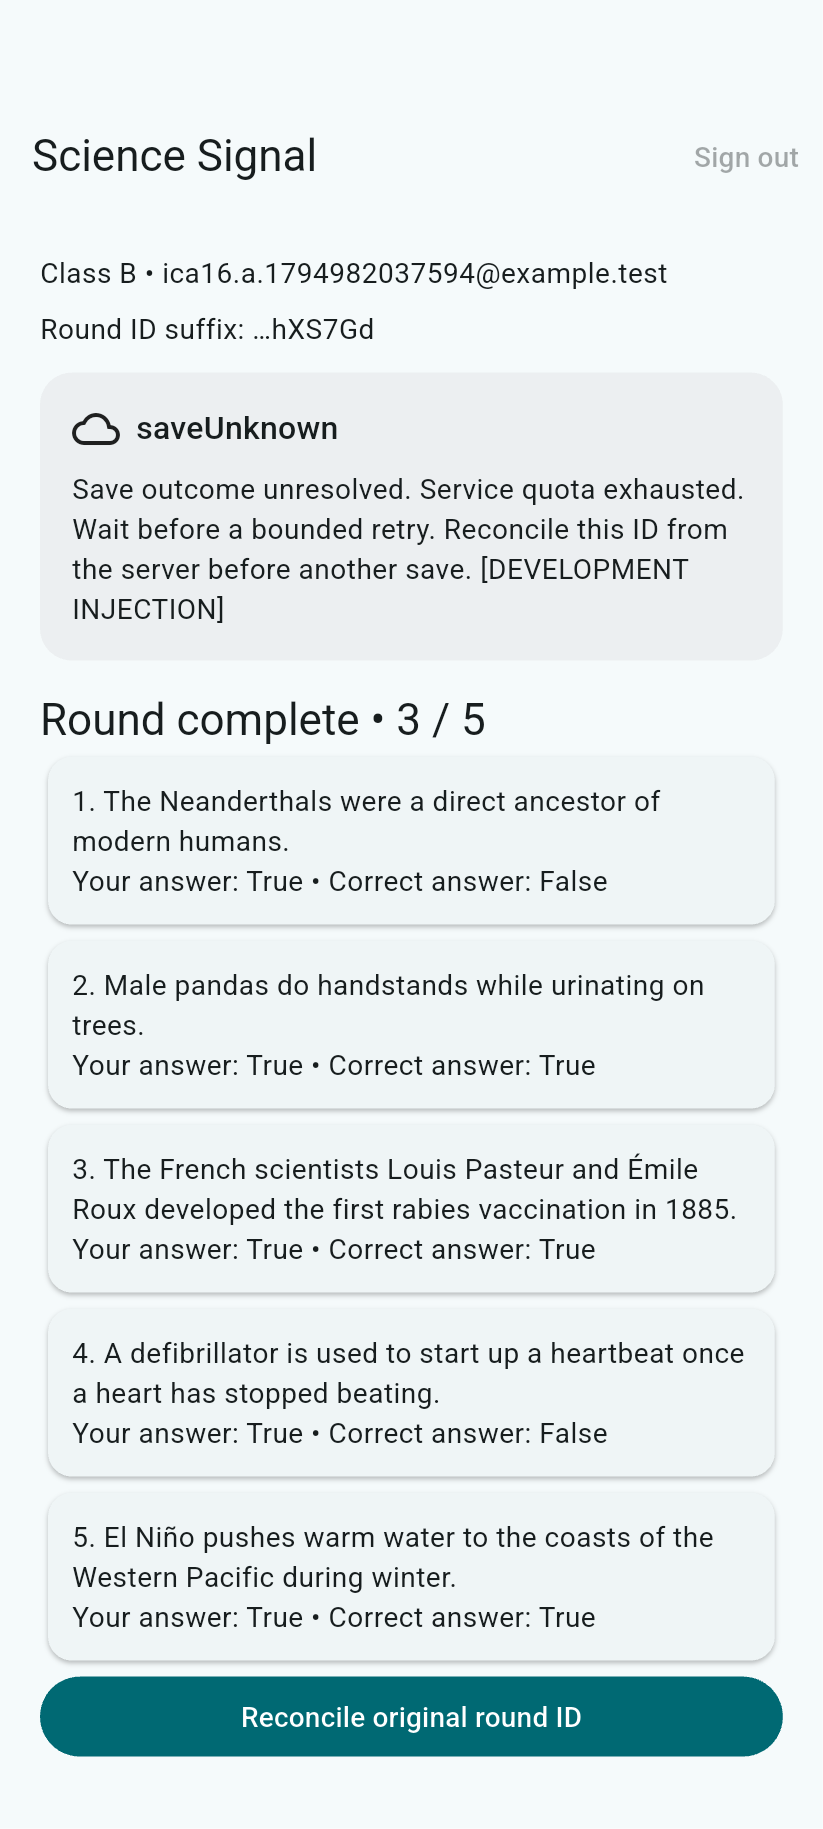 Science Signal
Sign out
Class B • ica16.a.1794982037594@example.test
Round ID suffix: …hXS7Gd
saveUnknown
Save outcome unresolved. Service quota exhausted.
Wait before a bounded retry. Reconcile this ID from
the server before another save. [DEVELOPMENT
INJECTION]
Round complete • 3 / 5
1. The Neanderthals were a direct ancestor of
modern humans.
Your answer: True • Correct answer: False
2. Male pandas do handstands while urinating on
trees.
Your answer: True • Correct answer: True
3. The French scientists Louis Pasteur and Émile
Roux developed the first rabies vaccination in 1885.
Your answer: True • Correct answer: True
4. A defibrillator is used to start up a heartbeat once
a heart has stopped beating.
Your answer: True • Correct answer: False
5. El Niño pushes warm water to the coasts of the
Western Pacific during winter.
Your answer: True • Correct answer: True
Reconcile original round ID